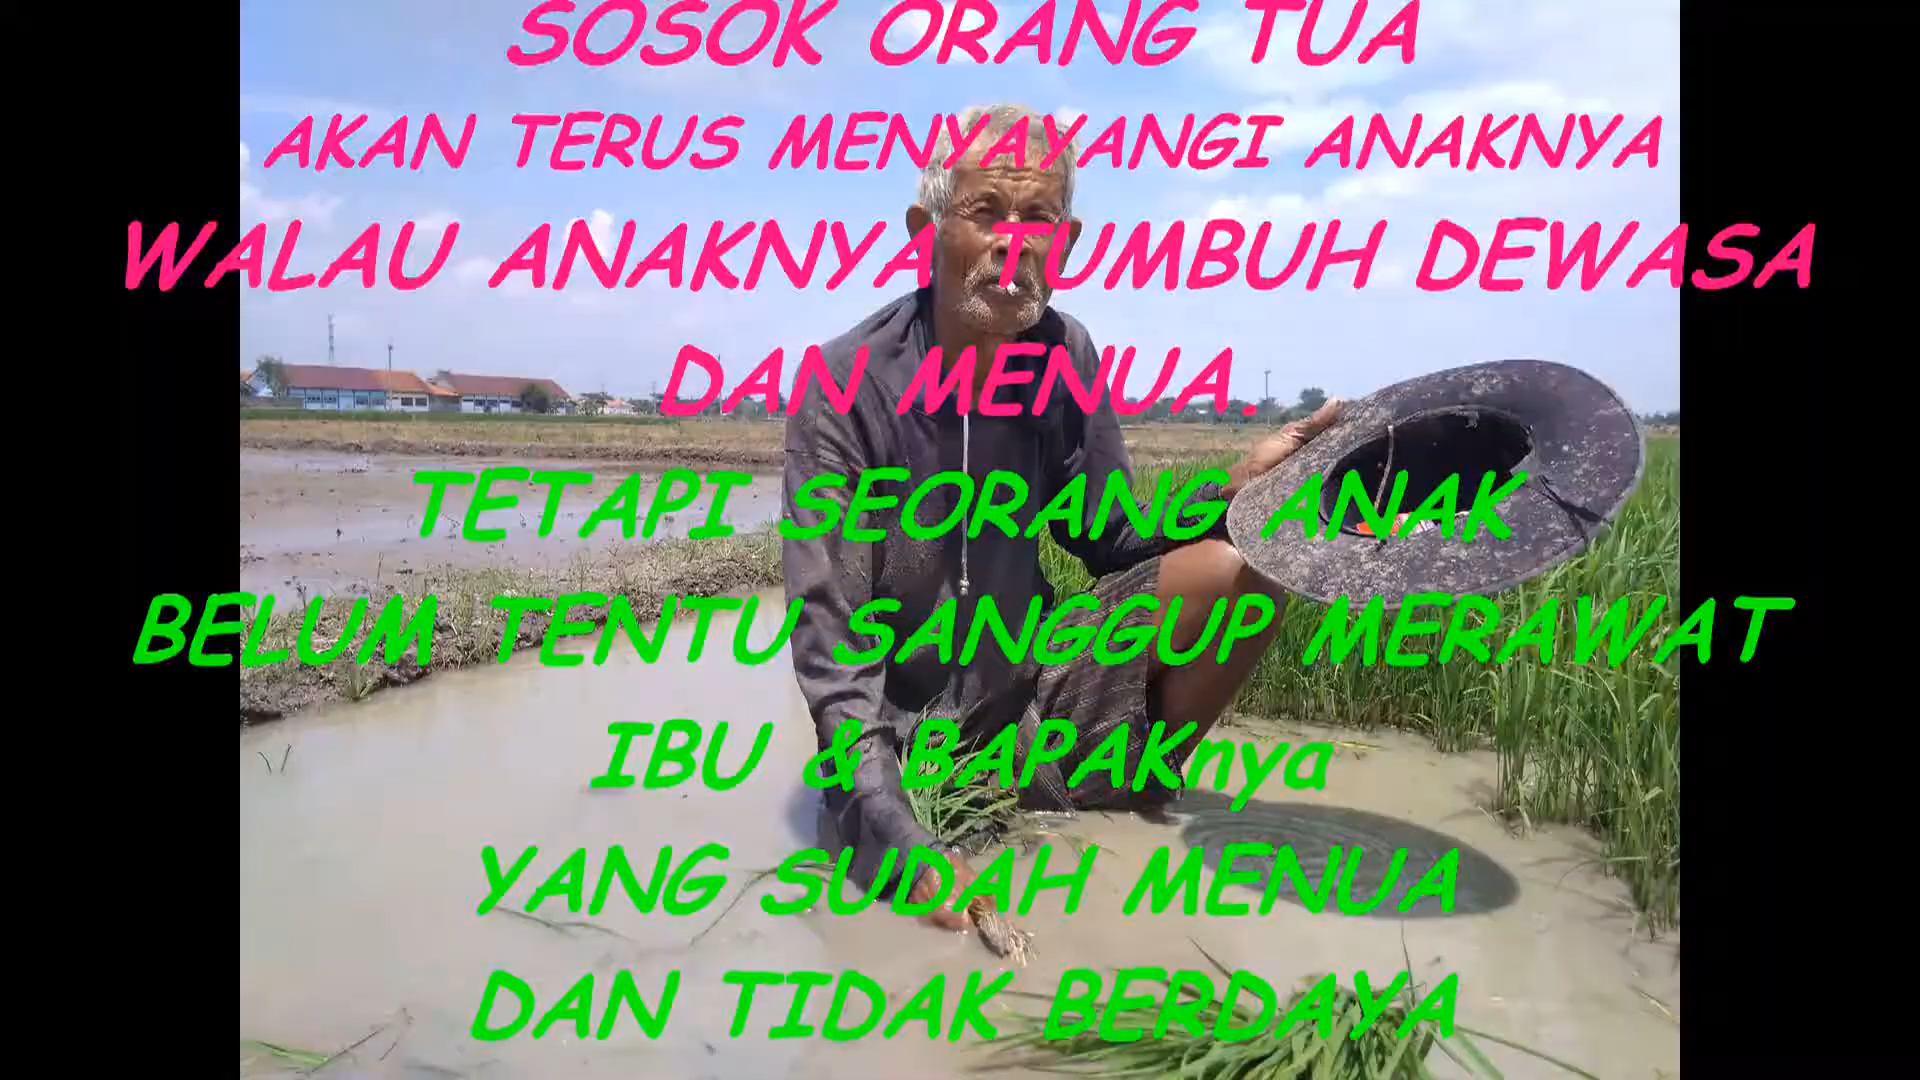 SOSOK ORANG TUA
AKAN TERUS MENYAYANGI ANAKNYA
WALAU ANAKNYA TUMBUH DEWASA
DAN MENUA.
TETAPI SEORANG ANAK
BELUM TENTU SANGGUP MERAWAT
IBU & BAPAKnya
YANG SUDAH MENUA
DAN TIDAK BERDAYA